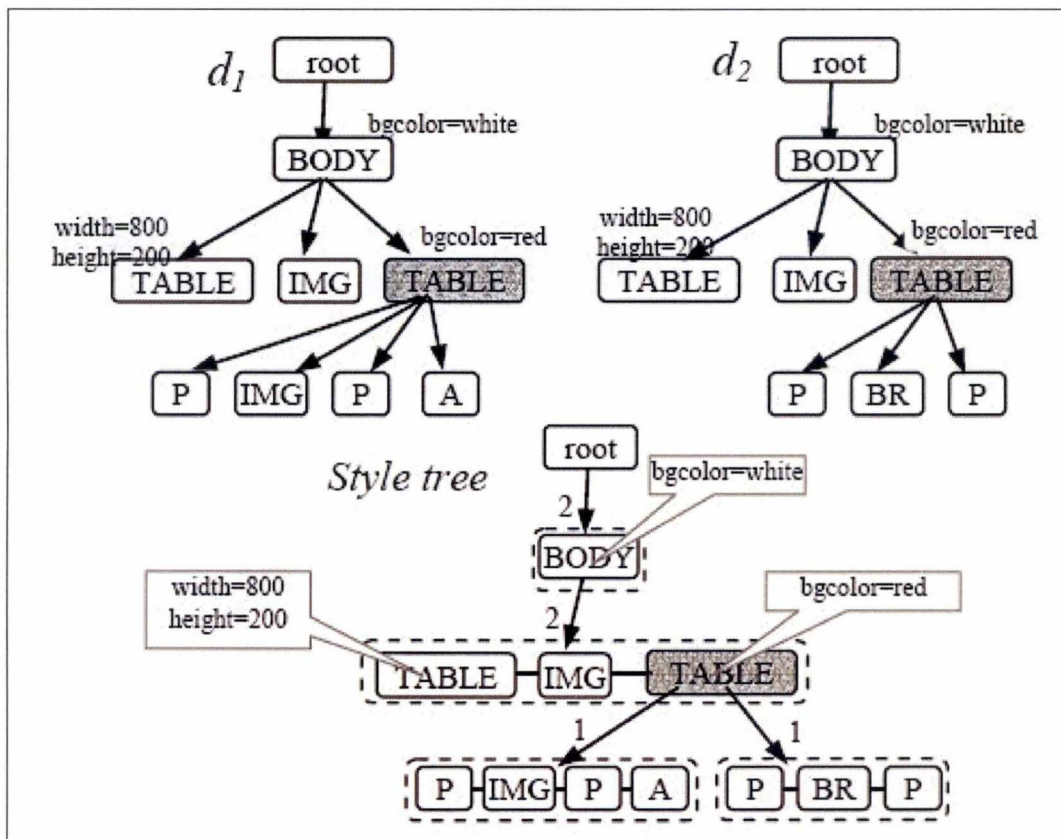 d1 root d2 root
bgcolor=white bgcolor=white
BODY BODY
width=800 width=800
height=200 bgcolor=red height=200 bgcolor=red
TABLE IMG TABLE TABLE IMG TABLE
P IMG P A P BR P
root
Style tree bgcolor=white
2
BODY
width=800 bgcolor=red
height=200
2
TABLE IMG TABLE
1 1
P IMG P A P BR P